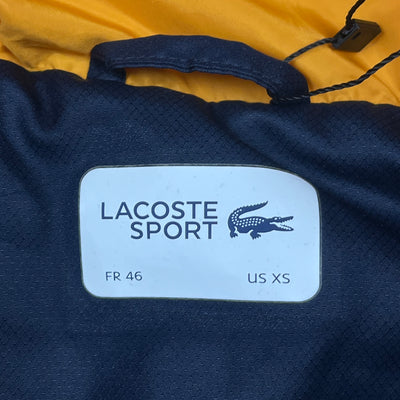 LACOSTE
SPORT
FR 46 US XS